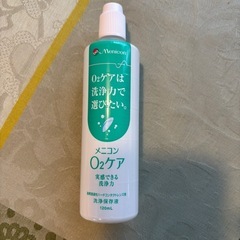 Menicon
O2ケアは
洗浄力で
選びたい。
メニコン
O2ケア
実感できる
洗浄力
洗浄保存液
120mL